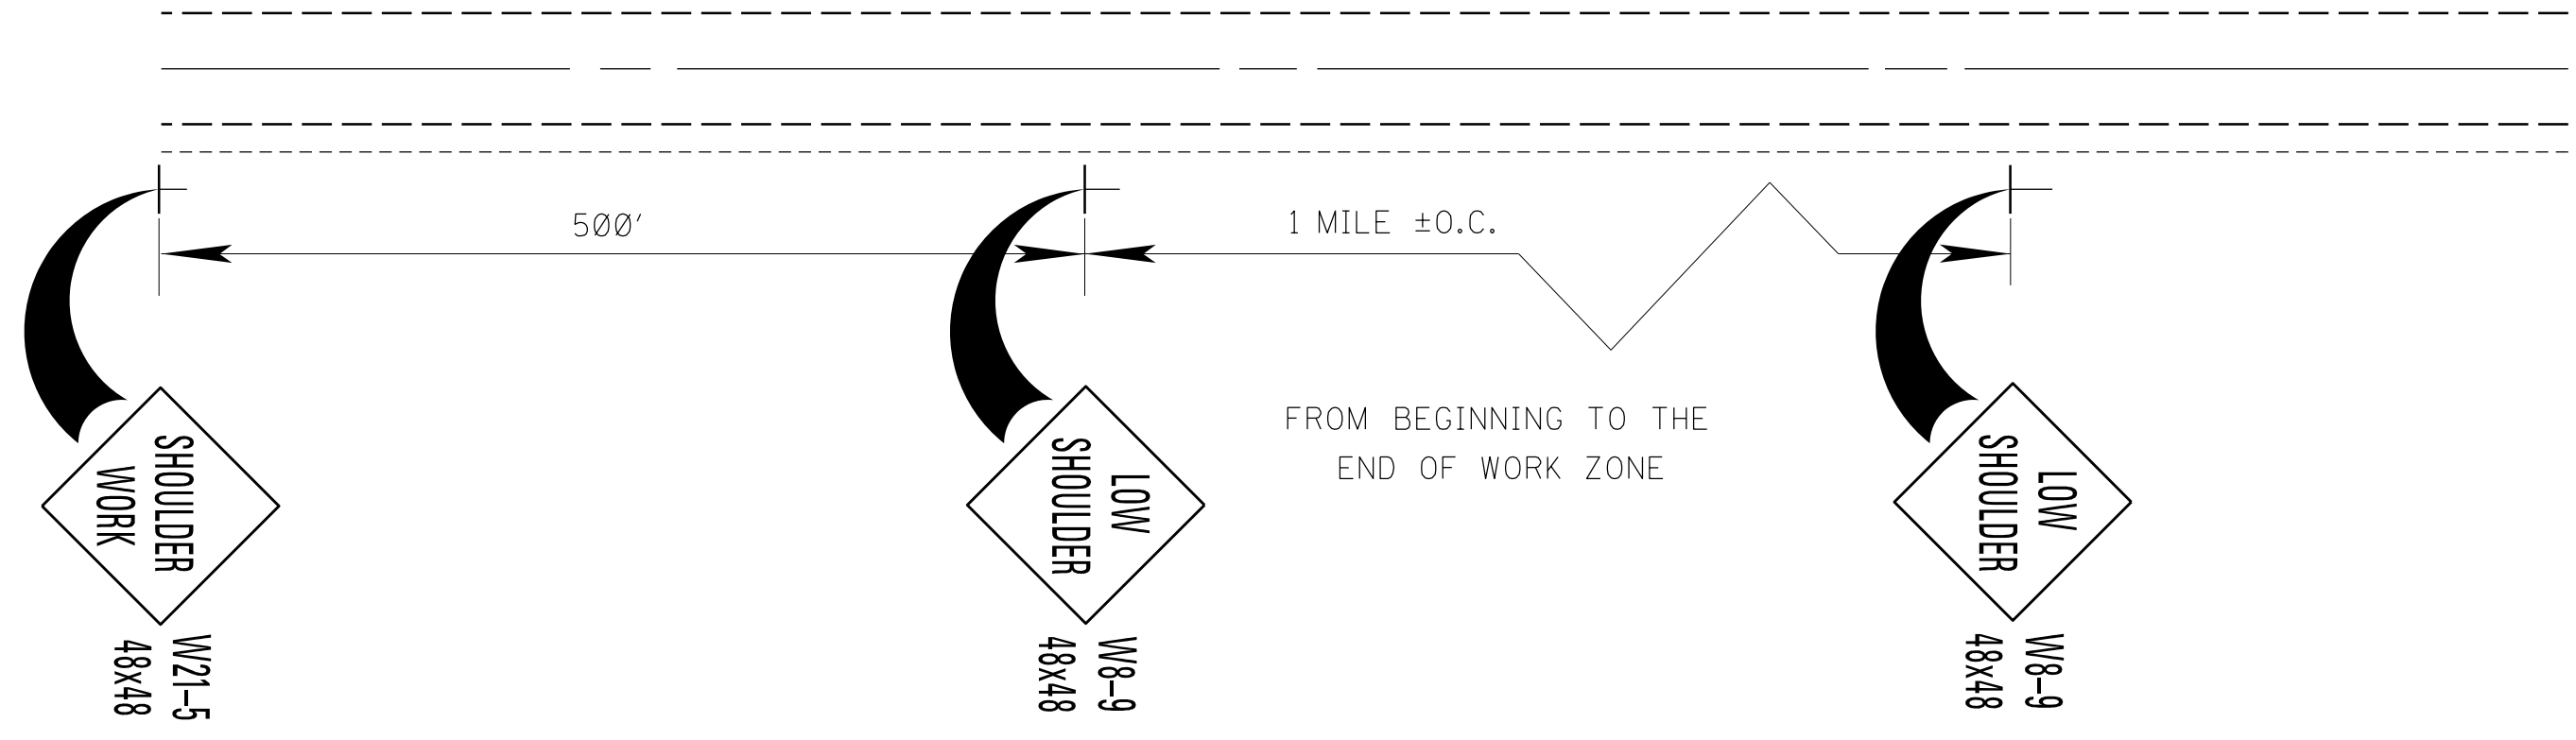 500'
1 MILE ±O.C.
FROM BEGINNING TO THE
END OF WORK ZONE
SHOULDER
WORK
W21-5
48x48
LOW
SHOULDER
W8-9
48x48
LOW
SHOULDER
W8-9
48x48